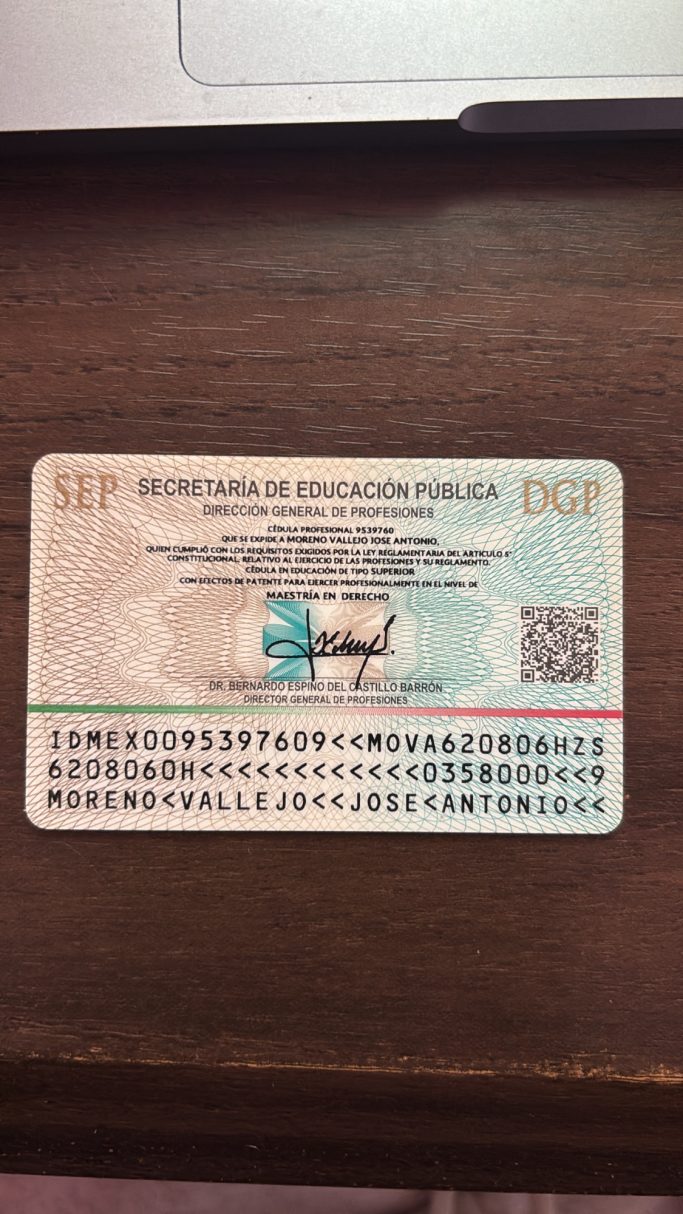 SEP SECRETARÍA DE EDUCACIÓN PÚBLICA DGP
DIRECCIÓN GENERAL DE PROFESIONES
CÉDULA PROFESIONAL 9539760
QUE SE EXPIDE A MORENO VALLEJO JOSE ANTONIO,
QUIEN CUMPLIÓ CON LOS REQUISITOS EXIGIDOS POR LA LEY REGLAMENTARIA DEL ARTICULO 5°
CONSTITUCIONAL, RELATIVO AL EJERCICIO DE LAS PROFESIONES Y SU REGLAMENTO.
CÉDULA EN EDUCACIÓN DE TIPO SUPERIOR
CON EFECTOS DE PATENTE PARA EJERCER PROFESIONALMENTE EN EL NIVEL DE
MAESTRÍA EN DERECHO
DR. BERNARDO ESPINO DEL CASTILLO BARRÓN
DIRECTOR GENERAL DE PROFESIONES
IDMEX0095397609<<MOVA620806HZS
6208060H<<<<<<<<<<<<<0358000<<9
MORENO<VALLEJO<<JOSE<ANTONIO<<